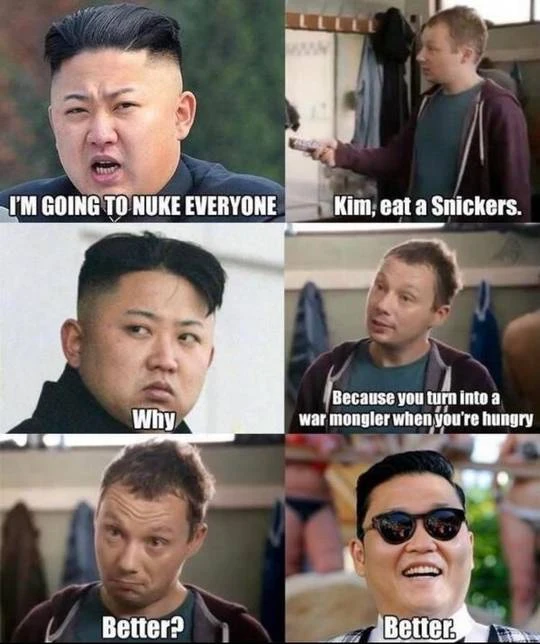 I'M GOING TO NUKE EVERYONE
Kim, eat a Snickers.
Why
Because you turn into a
war mongler when you're hungry
Better?
Better.